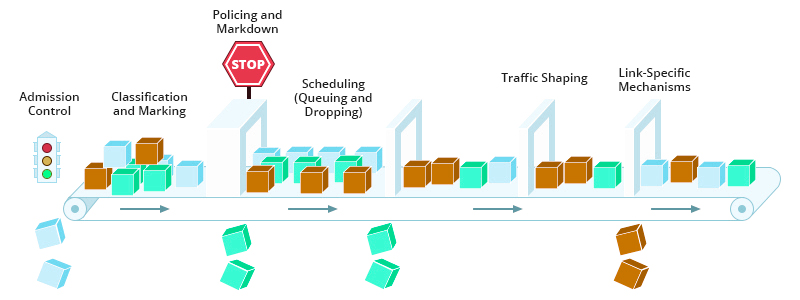 Admission
Control
Classification
and Marking
Policing and
Markdown
STOP
Scheduling
(Queuing and
Dropping)
Traffic Shaping
Link-Specific
Mechanisms